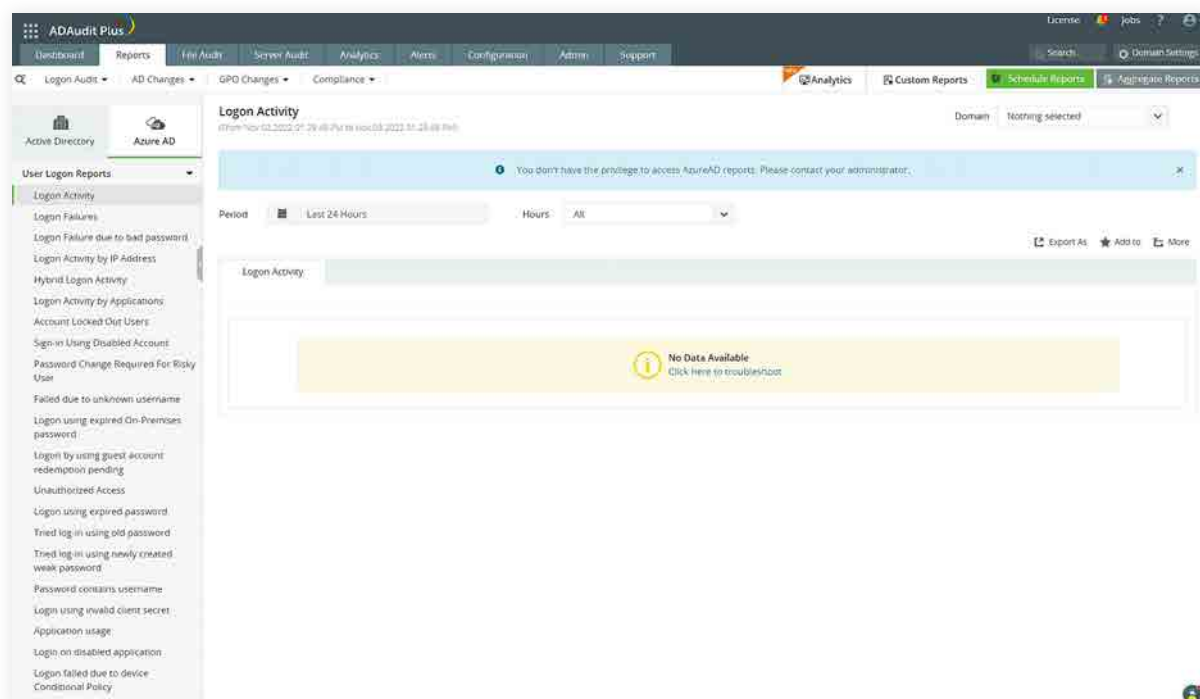 License Jobs ?
ADAudit Plus
Dashboard Reports File Audit Server Audit Analytics Alerts Configuration Admin Support Search Domain Settings
Logon Audit AD Changes GPO Changes Compliance Analytics Custom Reports Schedule Reports Aggregate Reports
Active Directory Azure AD
Logon Activity
Domain Nothing selected
User Logon Reports
You don't have the privilege to access AzureAD reports. Please contact your administrator.
Logon Activity
Logon Failures
Period Last 24 Hours Hours All
Logon Failure due to bad password
Export As Add to More
Logon Activity by IP Address
Logon Activity
Hybrid Logon Activity
Logon Activity by Applications
Account Locked Out Users
Sign-in Using Disabled Account
No Data Available
Click here to troubleshoot
Password Change Required For Risky
User
Failed due to unknown username
Logon using expired On-Premises
password
Logon by using guest account
redemption pending
Unauthorized Access
Logon using expired password
Tried log-in using old password
Tried log-in using newly created
weak password
Password contains username
Login using invalid client secret
Application usage
Login on disabled application
Logon failed due to device
Conditional Policy